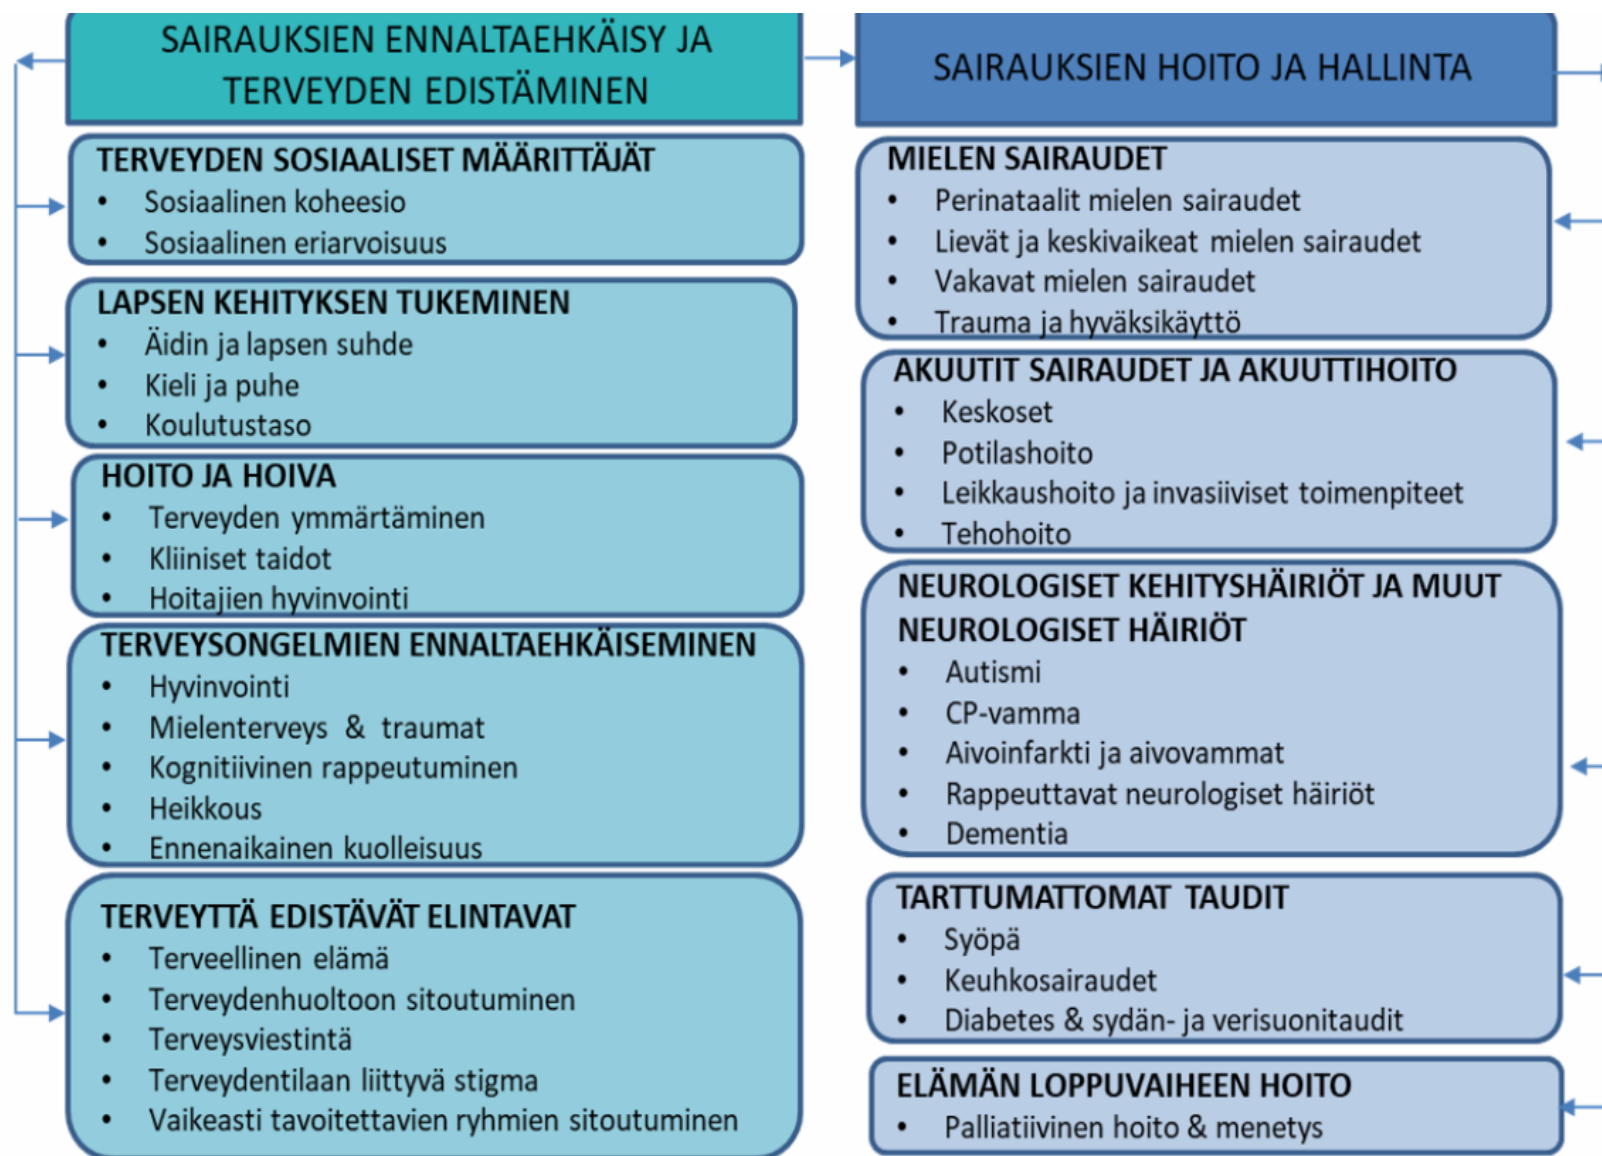 SAIRAUKSIEN ENNALTAEHKÄISY JA
TERVEYDEN EDISTÄMINEN
TERVEYDEN SOSIAALISET MÄÄRITTÄJÄT
• Sosiaalinen koheesio
• Sosiaalinen eriarvoisuus
LAPSEN KEHITYKSEN TUKEMINEN
• Äidin ja lapsen suhde
• Kieli ja puhe
• Koulutustaso
HOITO JA HOIVA
• Terveyden ymmärtäminen
• Kliiniset taidot
• Hoitajien hyvinvointi
TERVEYSONGELMIEN ENNALTAEHKÄISEMINEN
• Hyvinvointi
• Mielenterveys & traumat
• Kognitiivinen rappeutuminen
• Heikkous
• Ennenaikainen kuolleisuus
TERVEYTTÄ EDISTÄVÄT ELINTAVAT
• Terveellinen elämä
• Terveydenhuoltoon sitoutuminen
• Terveysviestintä
• Terveydentilaan liittyvä stigma
• Vaikeasti tavoitettavien ryhmien sitoutuminen
SAIRAUKSIEN HOITO JA HALLINTA
MIELEN SAIRAUDET
• Perinataalit mielen sairaudet
• Lievät ja keskivaikeat mielen sairaudet
• Vakavat mielen sairaudet
• Trauma ja hyväksikäyttö
AKUUTIT SAIRAUDET JA AKUUTTIHOITO
• Keskoset
• Potilashoito
• Leikkaushoito ja invasiiviset toimenpiteet
• Tehohoito
NEUROLOGISET KEHITYSHÄIRIÖT JA MUUT
NEUROLOGISET HÄIRIÖT
• Autismi
• CP-vamma
• Aivoinfarkti ja aivovammat
• Rappeuttavat neurologiset häiriöt
• Dementia
TARTTUMATTOMAT TAUDIT
• Syöpä
• Keuhkosairaudet
• Diabetes & sydän- ja verisuonitaudit
ELÄMÄN LOPPUVAIHEEN HOITO
• Palliatiivinen hoito & menetys